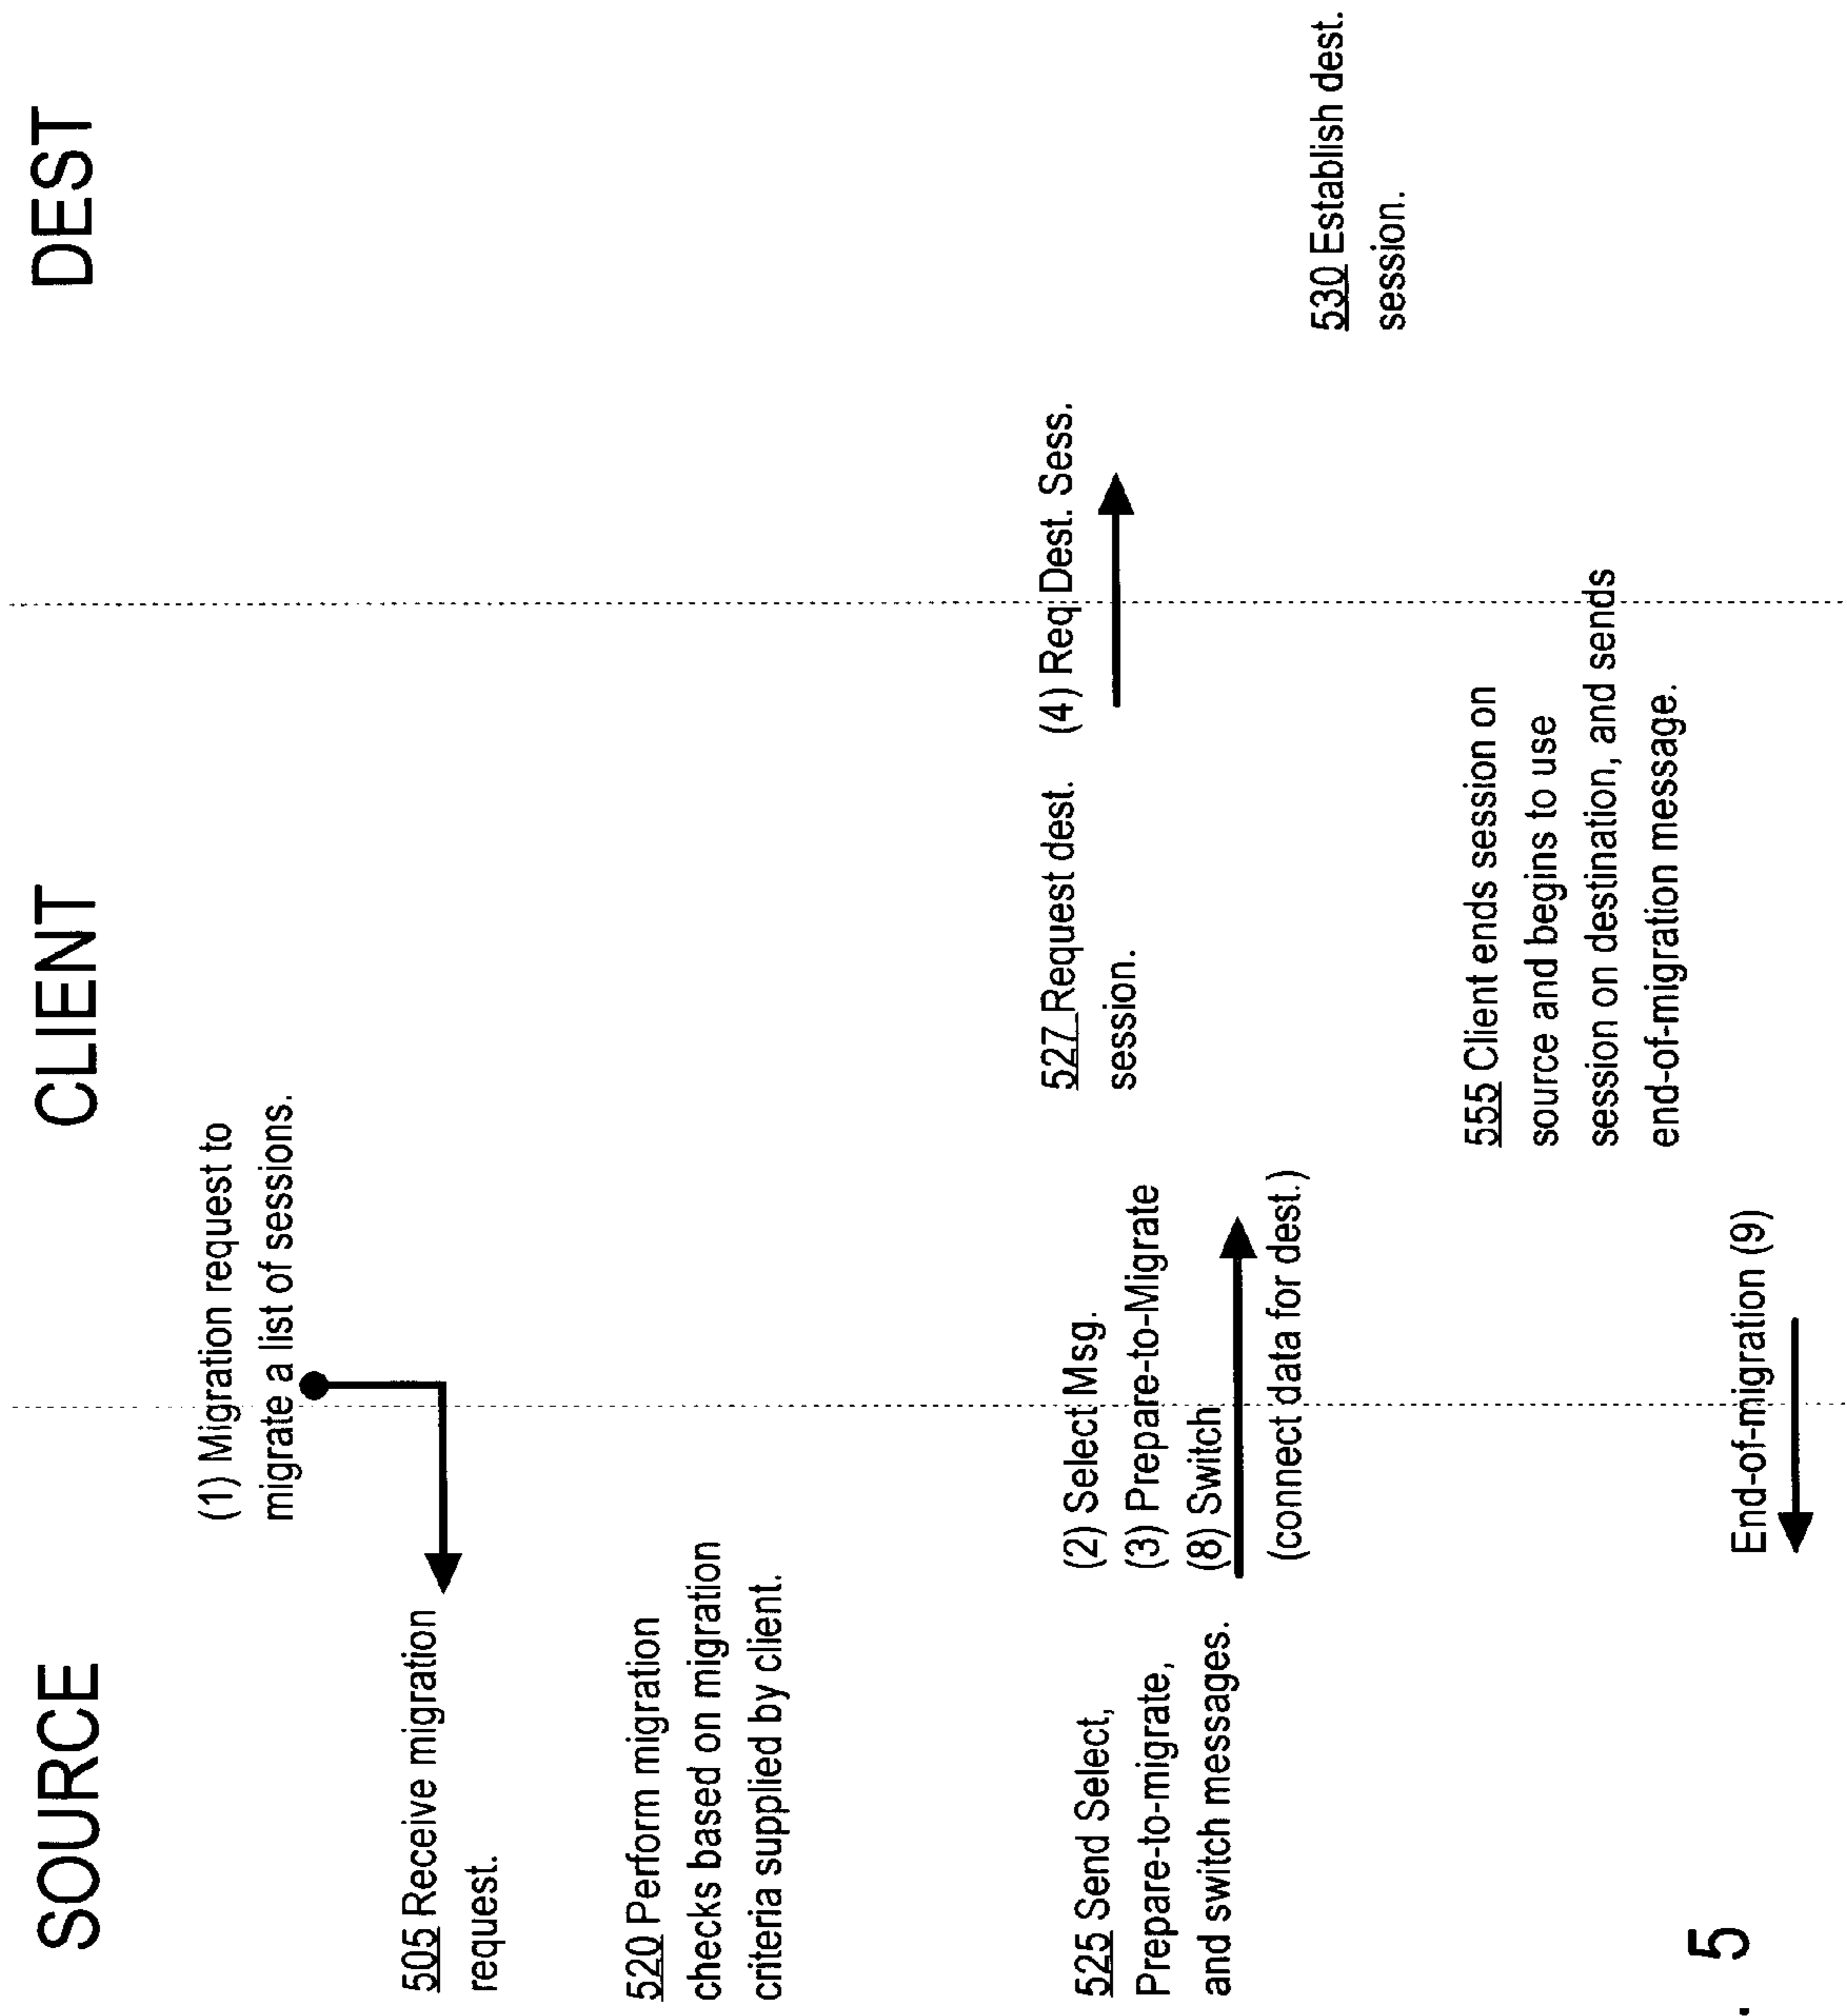 SOURCE
CLIENT
DEST
(1) Migration request to
migrate a list of sessions.
505 Receive migration
request.
520 Perform migration
checks based on migration
criteria supplied by client.
525 Send Select,
Prepare-to-migrate,
and switch messages.
(2) Select Msg.
(3) Prepare-to-Migrate
(8) Switch
(connect data for dest.)
527 Request dest.
session.
(4) Req Dest. Sess.
530 Establish dest.
session.
555 Client ends session on
source and begins to use
session on destination, and sends
end-of-migration message.
End-of-migration (9)
. 5